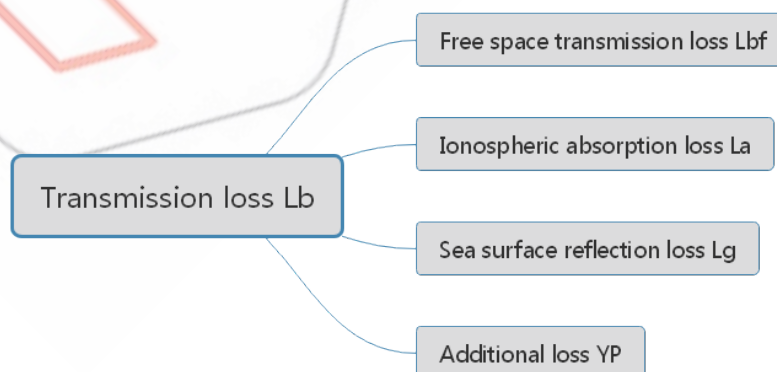 Free space transmission loss Lbf
Ionospheric absorption loss La
Transmission loss Lb
Sea surface reflection loss Lg
Additional loss YP